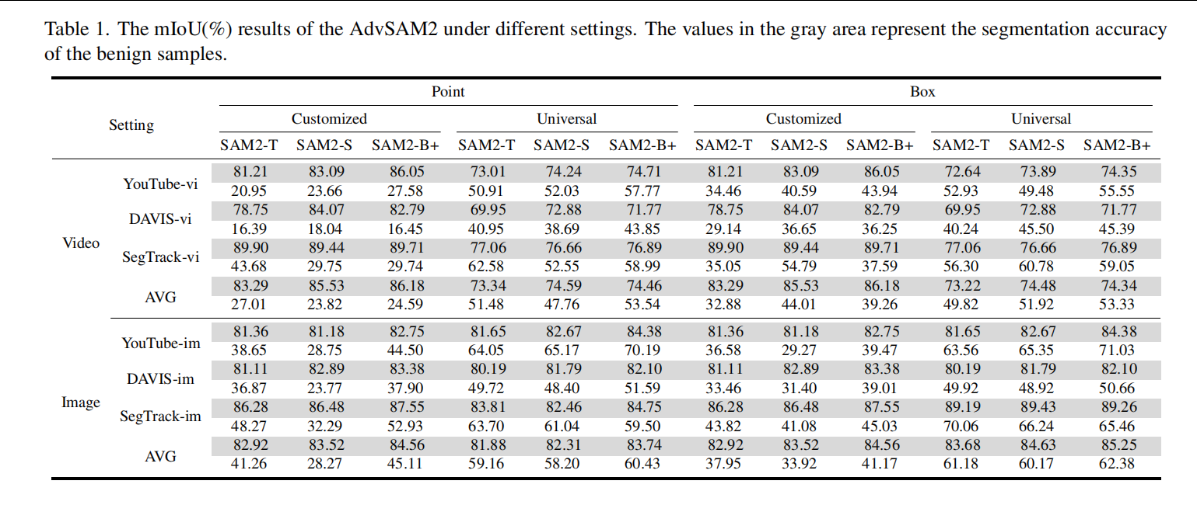 Table 1. The mIoU(%) results of the AdvSAM2 under different settings. The values in the gray area represent the segmentation accuracy
of the benign samples.
Point Box
Setting Customized Universal Customized Universal
SAM2-T SAM2-S SAM2-B+ SAM2-T SAM2-S SAM2-B+ SAM2-T SAM2-S SAM2-B+ SAM2-T SAM2-S SAM2-B+
Video YouTube-vi 81.21 83.09 86.05 73.01 74.24 74.71 81.21 83.09 86.05 72.64 73.89 74.35
20.95 23.66 27.58 50.91 52.03 57.77 34.46 40.59 43.94 52.93 49.48 55.55
DAVIS-vi 78.75 84.07 82.79 69.95 72.88 71.77 78.75 84.07 82.79 69.95 72.88 71.77
16.39 18.04 16.45 40.95 38.69 43.85 29.14 36.65 36.25 40.24 45.50 45.39
SegTrack-vi 89.90 89.44 89.71 77.06 76.66 76.89 89.90 89.44 89.71 77.06 76.66 76.89
43.68 29.75 29.74 62.58 52.55 58.99 35.05 54.79 37.59 56.30 60.78 59.05
AVG 83.29 85.53 86.18 73.34 74.59 74.46 83.29 85.53 86.18 73.22 74.48 74.34
27.01 23.82 24.59 51.48 47.76 53.54 32.88 44.01 39.26 49.82 51.92 53.33
Image YouTube-im 81.36 81.18 82.75 81.65 82.67 84.38 81.36 81.18 82.75 81.65 82.67 84.38
38.65 28.75 44.50 64.05 65.17 70.19 36.58 29.27 39.47 63.56 65.35 71.03
DAVIS-im 81.11 82.89 83.38 80.19 81.79 82.10 81.11 82.89 83.38 80.19 81.79 82.10
36.87 23.77 37.90 49.72 48.40 51.59 33.46 31.40 39.01 49.92 48.92 50.66
SegTrack-im 86.28 86.48 87.55 83.81 82.46 84.75 86.28 86.48 87.55 89.19 89.43 89.26
48.27 32.29 52.93 63.70 61.04 59.50 43.82 41.08 45.03 70.06 66.24 65.46
AVG 82.92 83.52 84.56 81.88 82.31 83.74 82.92 83.52 84.56 83.68 84.63 85.25
41.26 28.27 45.11 59.16 58.20 60.43 37.95 33.92 41.17 61.18 60.17 62.38